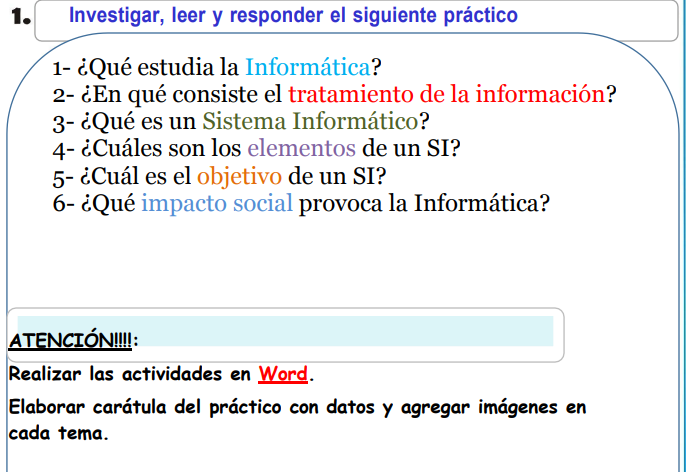 1. Investigar, leer y responder el siguiente práctico
1- ¿Qué estudia la Informática?
2- ¿En qué consiste el tratamiento de la información?
3- ¿Qué es un Sistema Informático?
4- ¿Cuáles son los elementos de un SI?
5- ¿Cuál es el objetivo de un SI?
6- ¿Qué impacto social provoca la Informática?
ATENCIÓN!!!!:
Realizar las actividades en Word.
Elaborar carátula del práctico con datos y agregar imágenes en
cada tema.